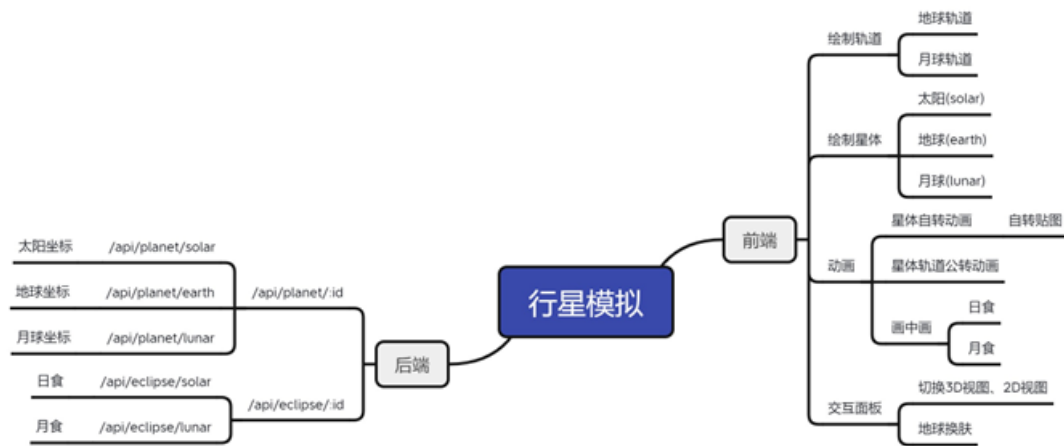 行星模拟
前端
绘制轨道
地球轨道
月球轨道
绘制星体
太阳(solar)
地球(earth)
月球(lunar)
动画
星体自转动画
自转贴图
星体轨道公转动画
画中画
日食
月食
交互面板
切换3D视图、2D视图
地球换肤
后端
/api/planet/:id
/api/planet/solar
太阳坐标
/api/planet/earth
地球坐标
/api/planet/lunar
月球坐标
/api/eclipse/:id
/api/eclipse/solar
日食
/api/eclipse/lunar
月食